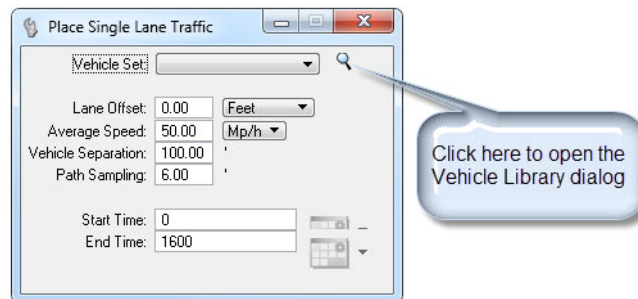 Place Single Lane Traffic
Vehicle Set:
Lane Offset: 0.00 Feet
Average Speed: 50.00 Mp/h
Vehicle Separation: 100.00 '
Path Sampling: 6.00 '
Start Time: 0
End Time: 1600
Click here to open the
Vehicle Library dialog